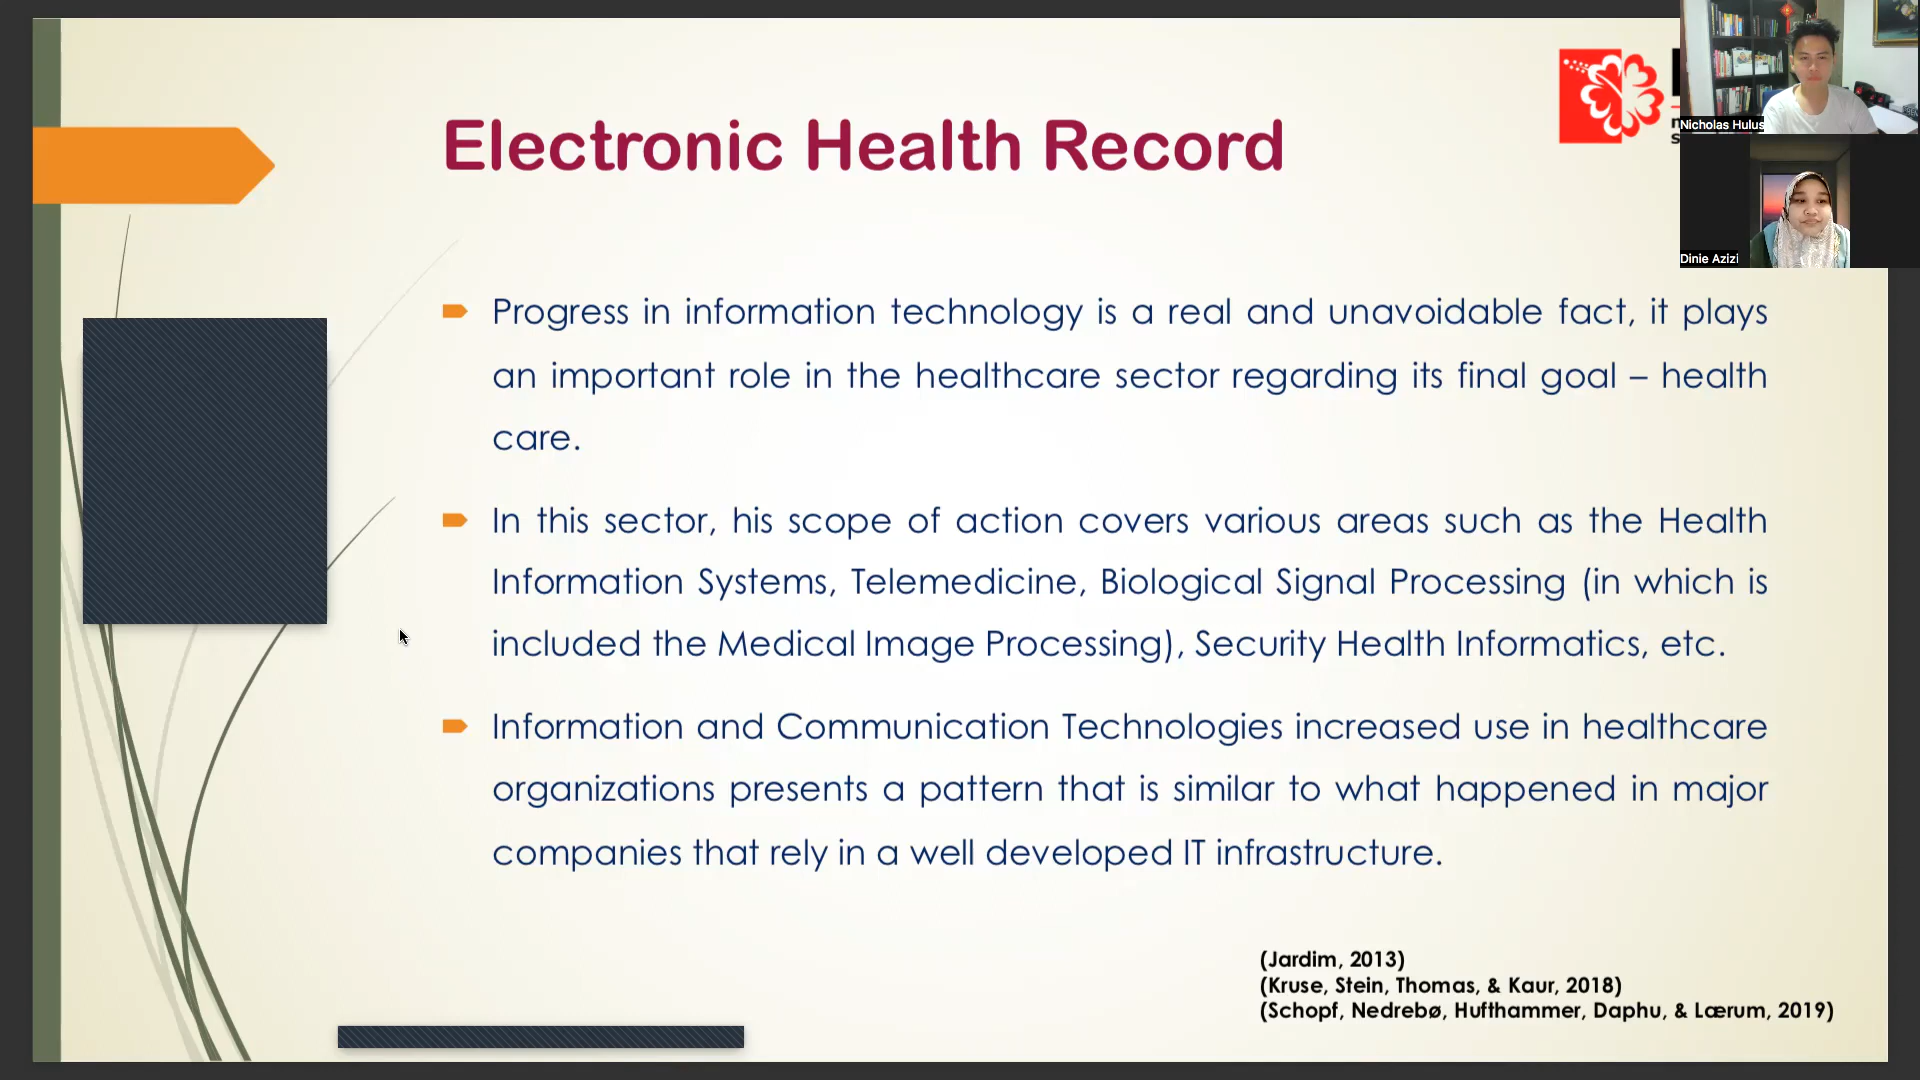 Electronic Health Record
Nicholas Hulus
Dinie Azizi
Progress in information technology is a real and unavoidable fact, it plays
an important role in the healthcare sector regarding its final goal – health
care.
In this sector, his scope of action covers various areas such as the Health
Information Systems, Telemedicine, Biological Signal Processing (in which is
included the Medical Image Processing), Security Health Informatics, etc.
Information and Communication Technologies increased use in healthcare
organizations presents a pattern that is similar to what happened in major
companies that rely in a well developed IT infrastructure.
(Jardim, 2013)
(Kruse, Stein, Thomas, & Kaur, 2018)
(Schopf, Nedrebø, Hufthammer, Daphu, & Lærum, 2019)